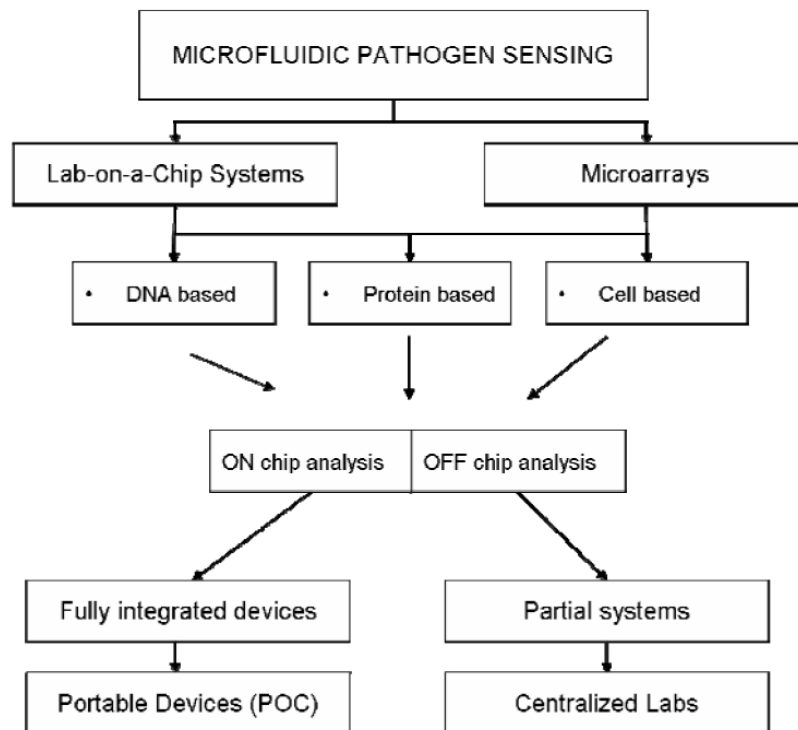 MICROFLUIDIC PATHOGEN SENSING
Lab-on-a-Chip Systems
Microarrays
• DNA based
• Protein based
• Cell based
ON chip analysis
OFF chip analysis
Fully integrated devices
Partial systems
Portable Devices (POC)
Centralized Labs